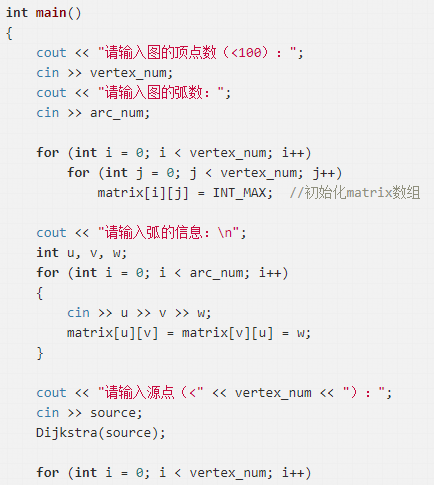 int main()
{
    cout << "请输入图的顶点数（<100）：";
    cin >> vertex_num;
    cout << "请输入图的弧数：";
    cin >> arc_num;
    for (int i = 0; i < vertex_num; i++)
        for (int j = 0; j < vertex_num; j++)
            matrix[i][j] = INT_MAX;  //初始化matrix数组
    cout << "请输入弧的信息：\n";
    int u, v, w;
    for (int i = 0; i < arc_num; i++)
    {
        cin >> u >> v >> w;
        matrix[u][v] = matrix[v][u] = w;
    }
    cout << "请输入源点（<" << vertex_num << "）：";
    cin >> source;
    Dijkstra(source);
    for (int i = 0; i < vertex_num; i++)